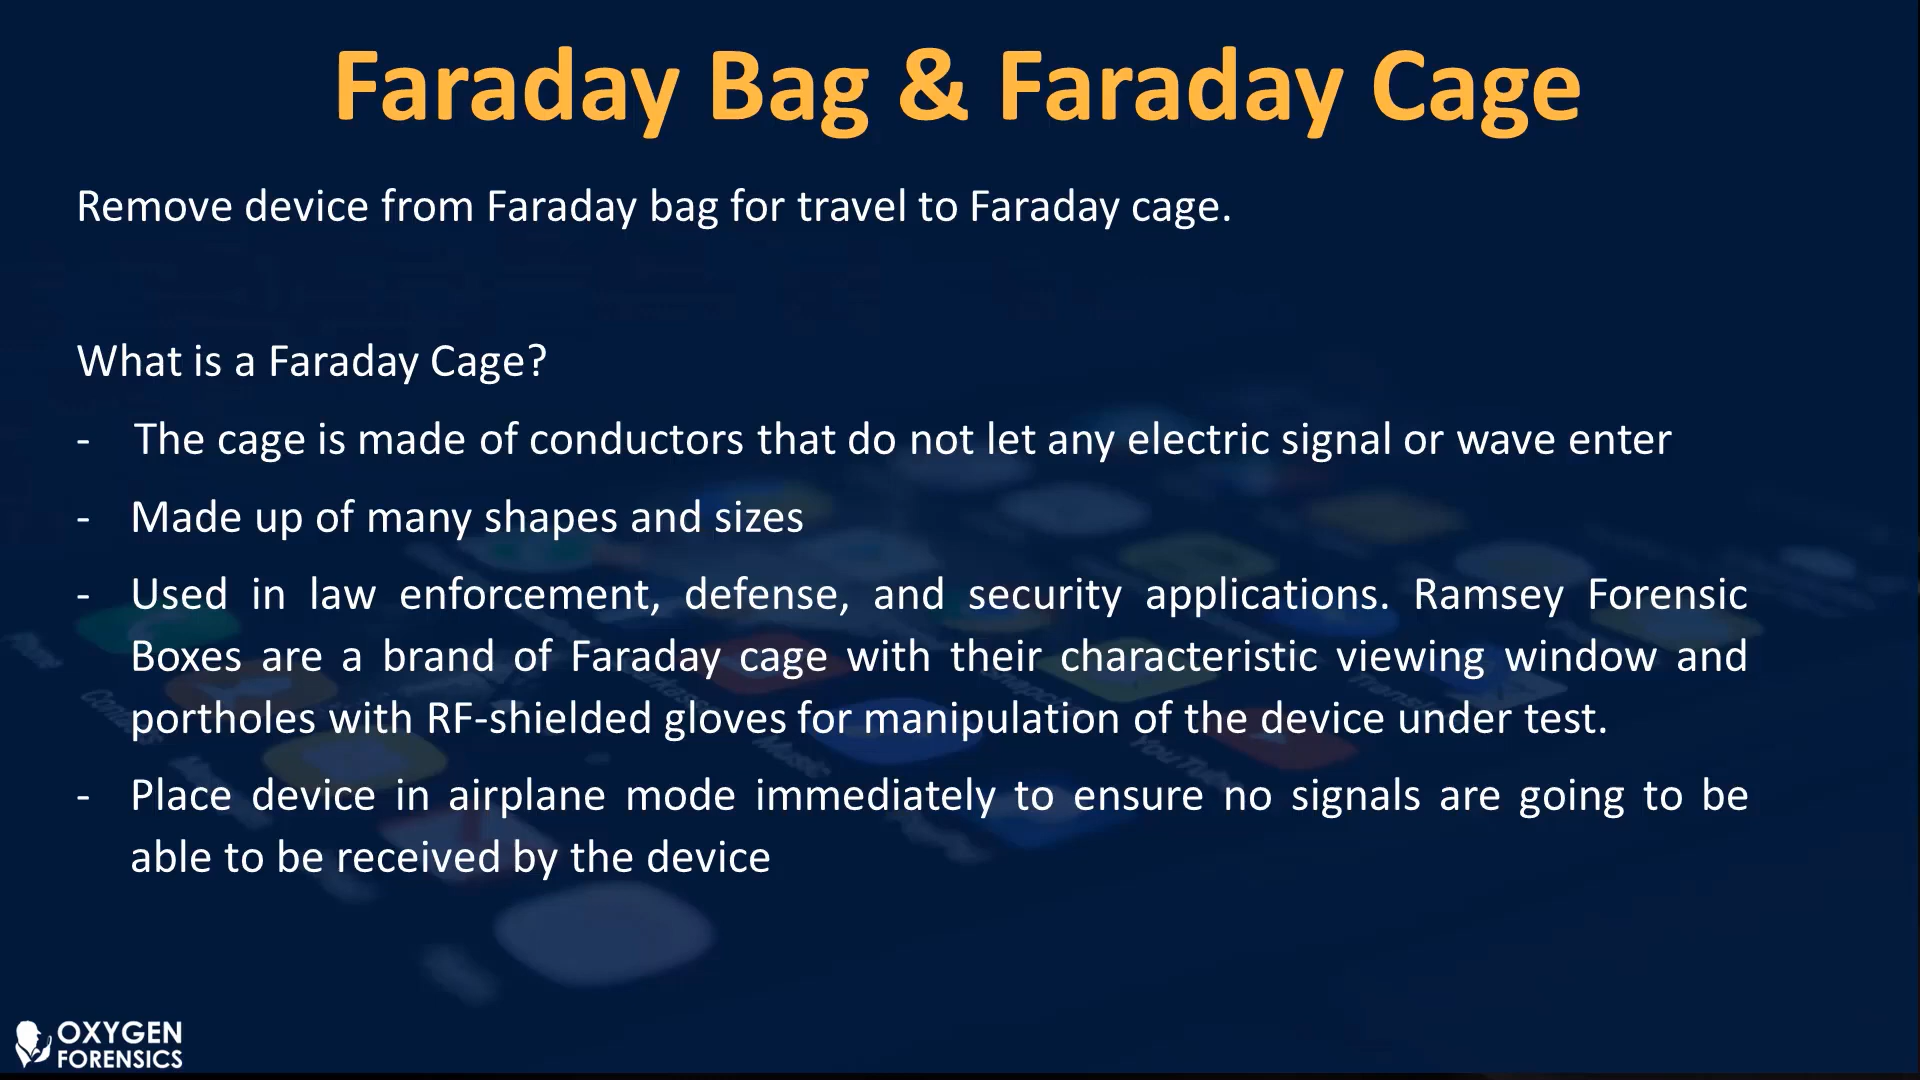 Faraday Bag & Faraday Cage
Remove device from Faraday bag for travel to Faraday cage.
What is a Faraday Cage?
- The cage is made of conductors that do not let any electric signal or wave enter
- Made up of many shapes and sizes
- Used in law enforcement, defense, and security applications. Ramsey Forensic
Boxes are a brand of Faraday cage with their characteristic viewing window and
portholes with RF-shielded gloves for manipulation of the device under test.
- Place device in airplane mode immediately to ensure no signals are going to be
able to be received by the device
Phone
Music
YouTube
OXYGEN
FORENSICS